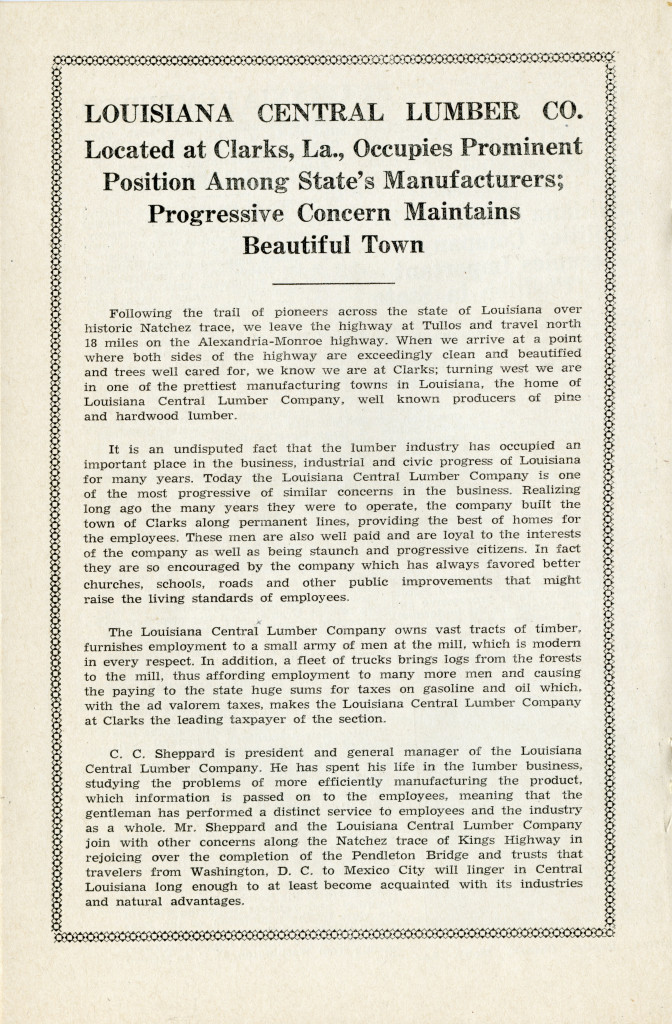 LOUISIANA CENTRAL LUMBER CO.
Located at Clarks, La., Occupies Prominent
Position Among State's Manufacturers;
Progressive Concern Maintains
Beautiful Town
Following the trail of pioneers across the state of Louisiana over
historic Natchez trace, we leave the highway at Tullos and travel north
18 miles on the Alexandria-Monroe highway. When we arrive at a point
where both sides of the highway are exceedingly clean and beautified
and trees well cared for, we know we are at Clarks; turning west we are
in one of the prettiest manufacturing towns in Louisiana, the home of
Louisiana Central Lumber Company, well known producers of pine
and hardwood lumber.
It is an undisputed fact that the lumber industry has occupied an
important place in the business, industrial and civic progress of Louisiana
for many years. Today the Louisiana Central Lumber Company is one
of the most progressive of similar concerns in the business. Realizing
long ago the many years they were to operate, the company built the
town of Clarks along permanent lines, providing the best of homes for
the employees. These men are also well paid and are loyal to the interests
of the company as well as being staunch and progressive citizens. In fact
they are so encouraged by the company which has always favored better
churches, schools, roads and other public improvements that might
raise the living standards of employees.
The Louisiana Central Lumber Company owns vast tracts of timber,
furnishes employment to a small army of men at the mill, which is modern
in every respect. In addition, a fleet of trucks brings logs from the forests
to the mill, thus affording employment to many more men and causing
the paying to the state huge sums for taxes on gasoline and oil which,
with the ad valorem taxes, makes the Louisiana Central Lumber Company
at Clarks the leading taxpayer of the section.
C. C. Sheppard is president and general manager of the Louisiana
Central Lumber Company. He has spent his life in the lumber business,
studying the problems of more efficiently manufacturing the product,
which information is passed on to the employees, meaning that the
gentleman has performed a distinct service to employees and the industry
as a whole. Mr. Sheppard and the Louisiana Central Lumber Company
join with other concerns along the Natchez trace of Kings Highway in
rejoicing over the completion of the Pendleton Bridge and trusts that
travelers from Washington, D. C. to Mexico City will linger in Central
Louisiana long enough to at least become acquainted with its industries
and natural advantages.